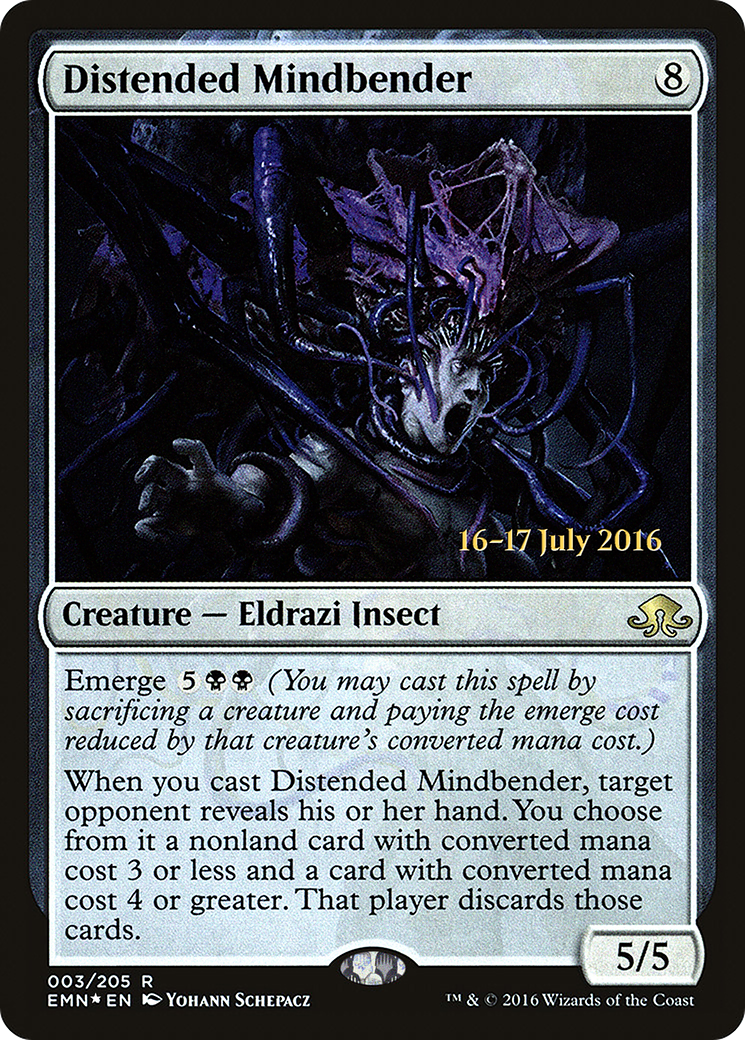 Distended Mindbender 8
16–17 July 2016
Creature — Eldrazi Insect
Emerge 5 (You may cast this spell by
sacrificing a creature and paying the emerge cost
reduced by that creature's converted mana cost.)
When you cast Distended Mindbender, target
opponent reveals his or her hand. You choose
from it a nonland card with converted mana
cost 3 or less and a card with converted mana
cost 4 or greater. That player discards those
cards.
5/5
003/205 R
EMN★EN Yohann Schepacz
™ & © 2016 Wizards of the Coast